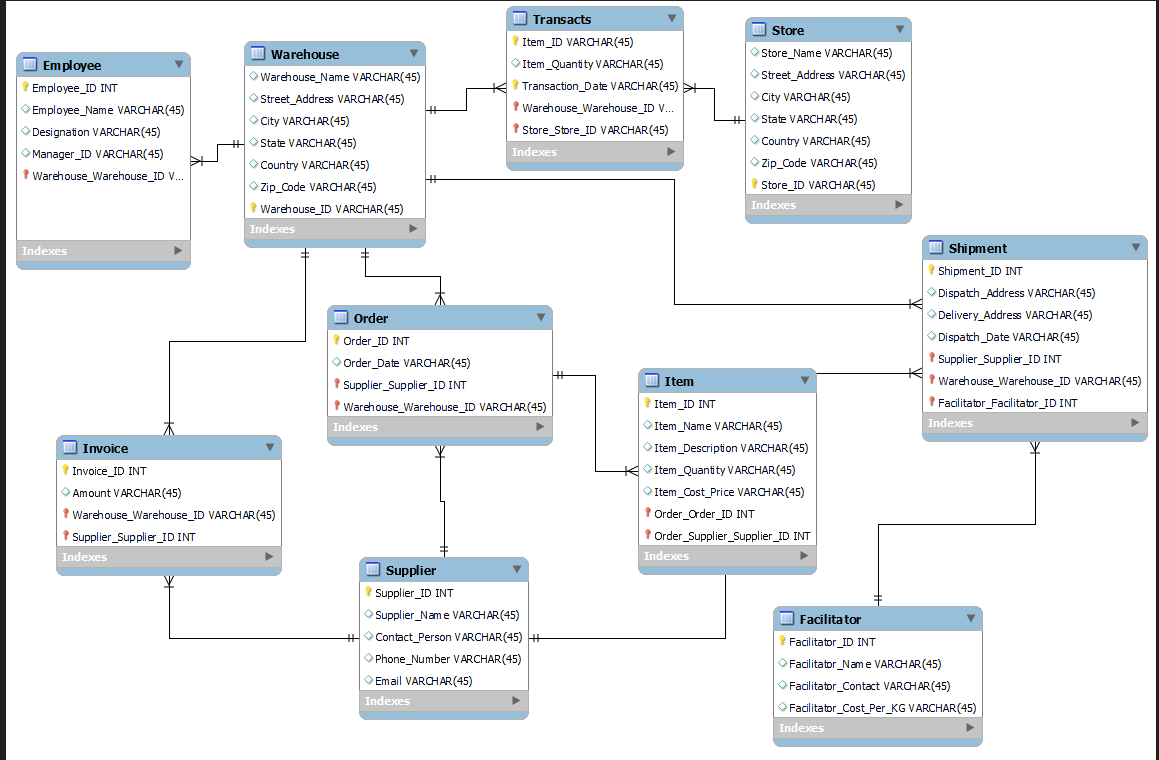 Employee
Employee_ID INT
Employee_Name VARCHAR(45)
Designation VARCHAR(45)
Manager_ID VARCHAR(45)
Warehouse_Warehouse_ID V...
Indexes
Warehouse
Warehouse_Name VARCHAR(45)
Street_Address VARCHAR(45)
City VARCHAR(45)
State VARCHAR(45)
Country VARCHAR(45)
Zip_Code VARCHAR(45)
Warehouse_ID VARCHAR(45)
Indexes
Transacts
Item_ID VARCHAR(45)
Item_Quantity VARCHAR(45)
Transaction_Date VARCHAR(45)
Warehouse_Warehouse_ID V...
Store_Store_ID VARCHAR(45)
Indexes
Store
Store_Name VARCHAR(45)
Street_Address VARCHAR(45)
City VARCHAR(45)
State VARCHAR(45)
Country VARCHAR(45)
Zip_Code VARCHAR(45)
Store_ID VARCHAR(45)
Indexes
Shipment
Shipment_ID INT
Dispatch_Address VARCHAR(45)
Delivery_Address VARCHAR(45)
Dispatch_Date VARCHAR(45)
Supplier_Supplier_ID INT
Warehouse_Warehouse_ID VARCHAR(45)
Facilitator_Facilitator_ID INT
Indexes
Order
Order_ID INT
Order_Date VARCHAR(45)
Supplier_Supplier_ID INT
Warehouse_Warehouse_ID VARCHAR(45)
Indexes
Item
Item_ID INT
Item_Name VARCHAR(45)
Item_Description VARCHAR(45)
Item_Quantity VARCHAR(45)
Item_Cost_Price VARCHAR(45)
Order_Order_ID INT
Order_Supplier_Supplier_ID INT
Indexes
Invoice
Invoice_ID INT
Amount VARCHAR(45)
Warehouse_Warehouse_ID VARCHAR(45)
Supplier_Supplier_ID INT
Indexes
Supplier
Supplier_ID INT
Supplier_Name VARCHAR(45)
Contact_Person VARCHAR(45)
Phone_Number VARCHAR(45)
Email VARCHAR(45)
Indexes
Facilitator
Facilitator_ID INT
Facilitator_Name VARCHAR(45)
Facilitator_Contact VARCHAR(45)
Facilitator_Cost_Per_KG VARCHAR(45)
Indexes